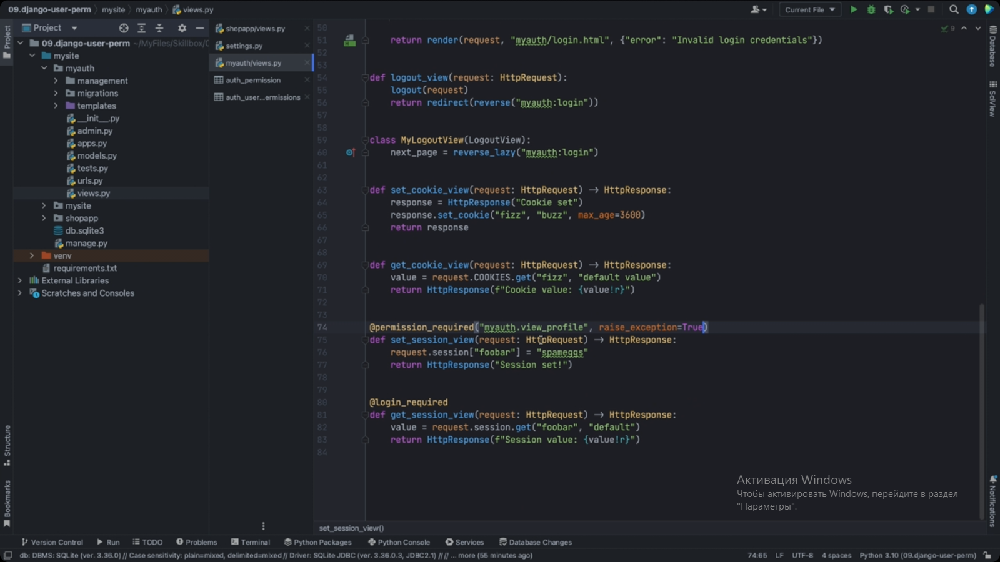 09.django-user-perm mysite myauth views.py
Current File
Project
09.django-user-perm ~/MyFiles/Skillbox/
mysite
myauth
management
migrations
templates
__init__.py
admin.py
apps.py
models.py
tests.py
urls.py
views.py
mysite
shopapp
db.sqlite3
manage.py
venv
requirements.txt
External Libraries
Scratches and Consoles
Project
Structure
Bookmarks
shopapp/views.py
settings.py
myauth/views.py
auth_permission
auth_user...ermissions
9
50
51 return render(request, "myauth/login.html", {"error": "Invalid login credentials"})
52
53
54 def logout_view(request: HttpRequest):
55 logout(request)
56 return redirect(reverse("myauth:login"))
57
58
59 class MyLogoutView(LogoutView):
60 next_page = reverse_lazy("myauth:login")
61
62
63 def set_cookie_view(request: HttpRequest) -> HttpResponse:
64 response = HttpResponse("Cookie set")
65 response.set_cookie("fizz", "buzz", max_age=3600)
66 return response
67
68
69 def get_cookie_view(request: HttpRequest) -> HttpResponse:
70 value = request.COOKIES.get("fizz", "default value")
71 return HttpResponse(f"Cookie value: {value!r}")
72
73
74 @permission_required("myauth.view_profile", raise_exception=True)
75 def set_session_view(request: HttpRequest) -> HttpResponse:
76 request.session["foobar"] = "spameggs"
77 return HttpResponse("Session set!")
78
79
80 @login_required
81 def get_session_view(request: HttpRequest) -> HttpResponse:
82 value = request.session.get("foobar", "default")
83 return HttpResponse(f"Session value: {value!r}")
84
Database
SciView
Notifications
Активация Windows
Чтобы активировать Windows, перейдите в раздел
"Параметры".
set_session_view()
Version Control Run TODO Problems Terminal Python Packages Python Console Services Database Changes
db: DBMS: SQLite (ver. 3.36.0) // Case sensitivity: plain=mixed, delimited=mixed // Driver: SQLite JDBC (ver. 3.36.0.3, JDBC2.1) // // ... more (55 minutes ago) 74:65 LF UTF-8 4 spaces Python 3.10 (09.django-user-perm)